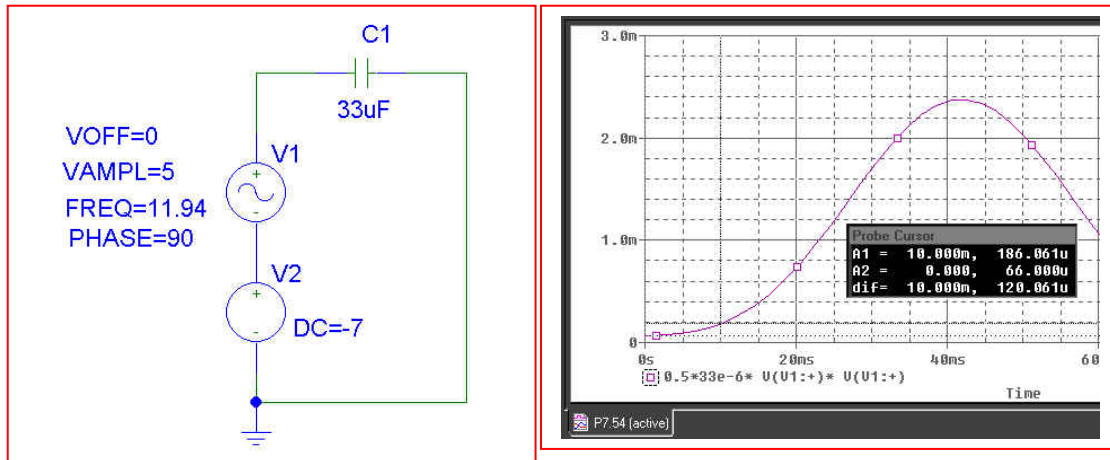 C1
33uF
VOFF=0
VAMPL=5
FREQ=11.94
PHASE=90
V1
+
-
V2
+
-
DC=-7
3.0m
2.0m
1.0m
0
0s 20ms 40ms 60
Probe Cursor
A1 = 10.000m, 186.061u
A2 = 0.000, 66.000u
dif= 10.000m, 120.061u
0.5*33e-6* V(V1:+)* V(V1:+)
Time
P7.54 (active)